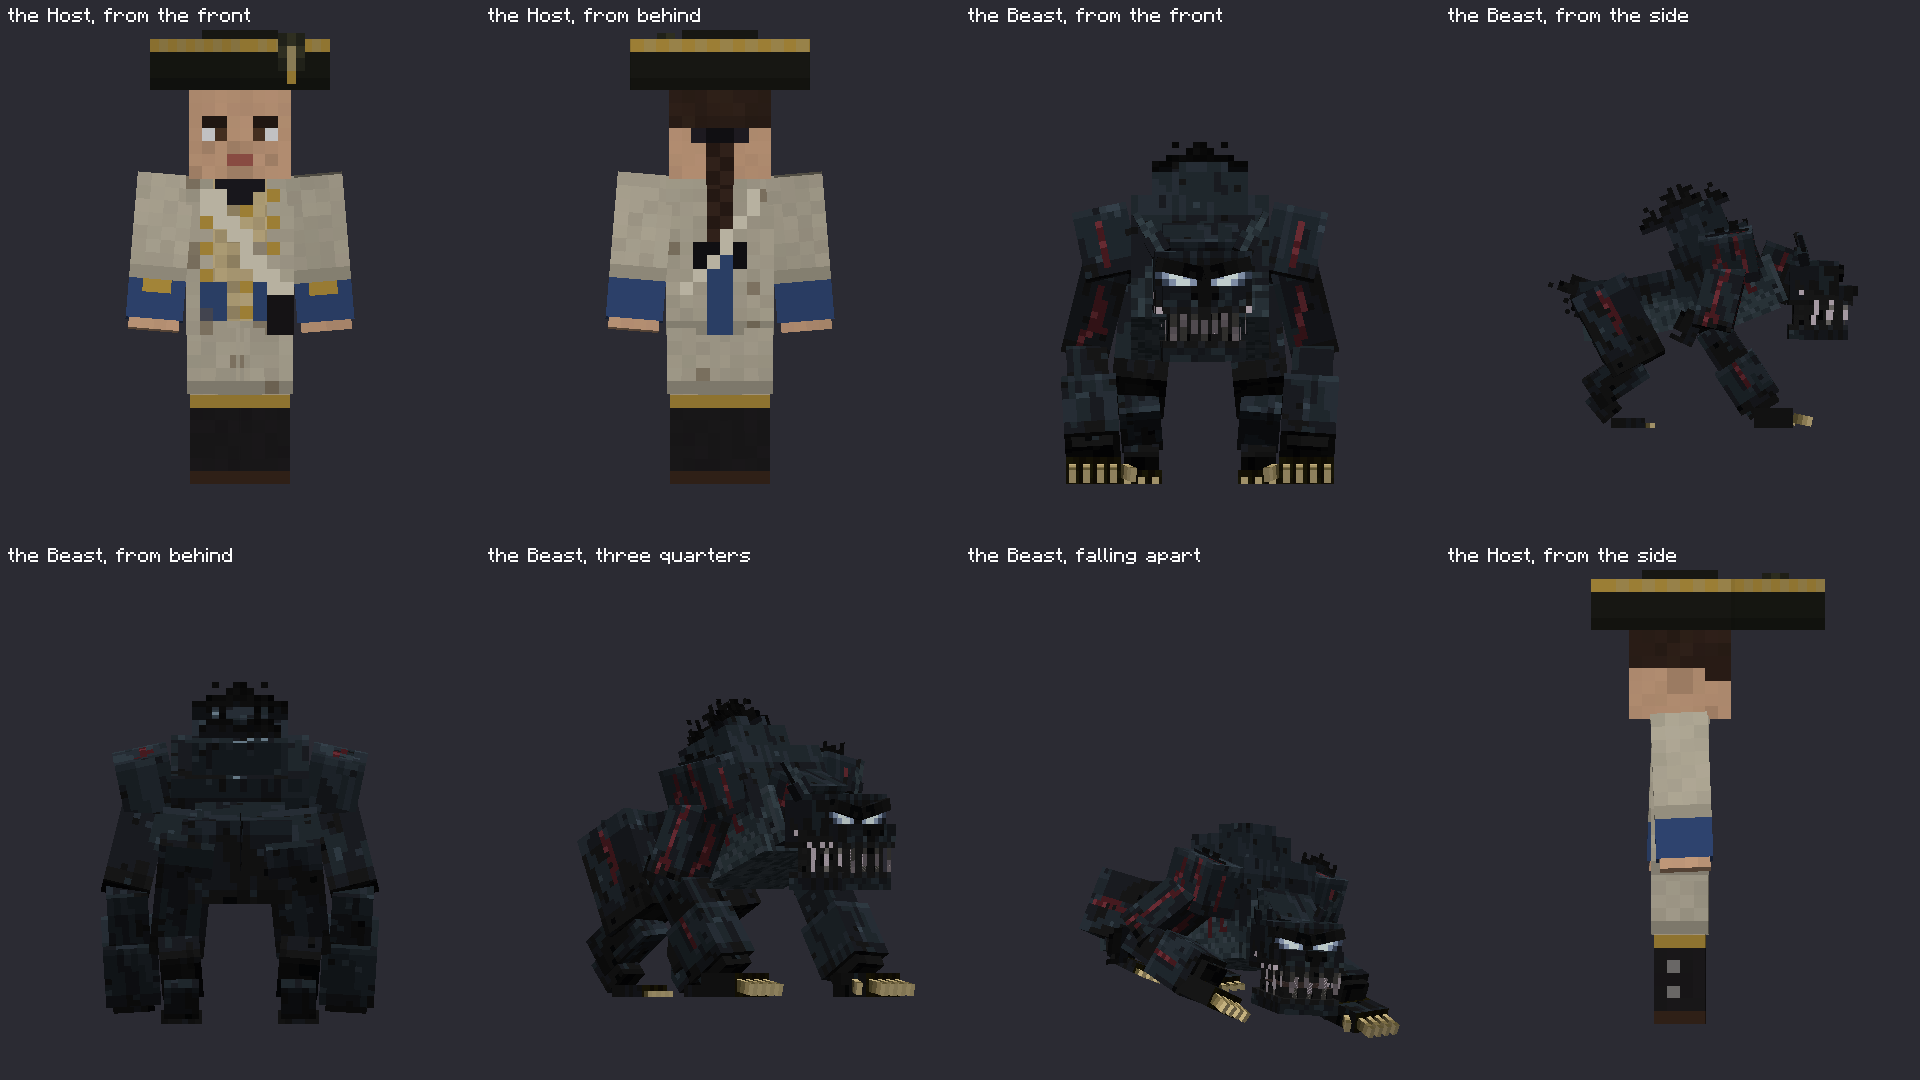 the Host, from the front
the Host, from behind
the Beast, from the front
the Beast, from the side
the Beast, from behind
the Beast, three quarters
the Beast, falling apart
the Host, from the side